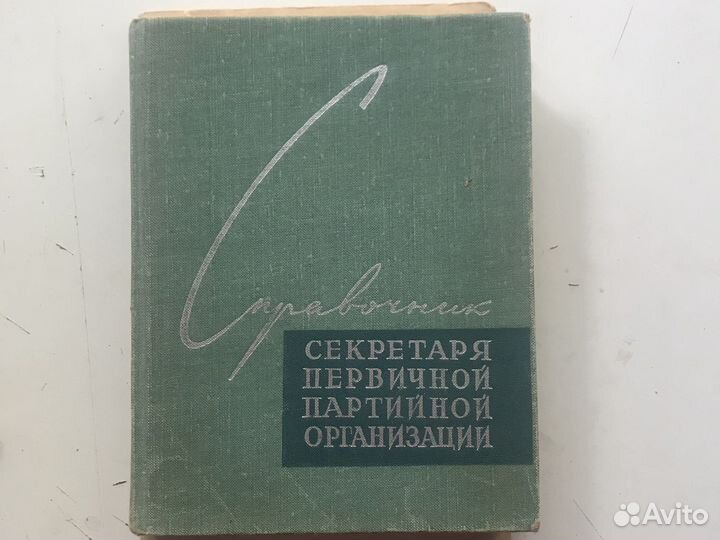 Справочник
СЕКРЕТАРЯ
ПЕРВИЧНОЙ
ПАРТИЙНОЙ
ОРГАНИЗАЦИИ
Avito